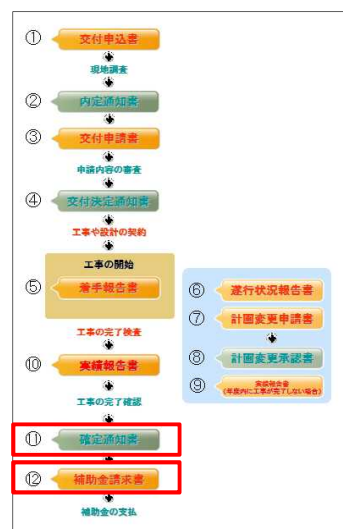 ① 交付申込書
現地調査
② 内定通知書
③ 交付申請書
申請内容の審査
④ 交付決定通知書
工事や設計の契約
工事の開始
⑤ 着手報告書
工事の完了検査
⑩ 実績報告書
工事の完了確認
⑪ 確定通知書
⑫ 補助金請求書
補助金の支払
⑥ 遂行状況報告書
⑦ 計画変更申請書
⑧ 計画変更承認書
⑨ 実績報告書
(年度内に工事が完了しない場合)